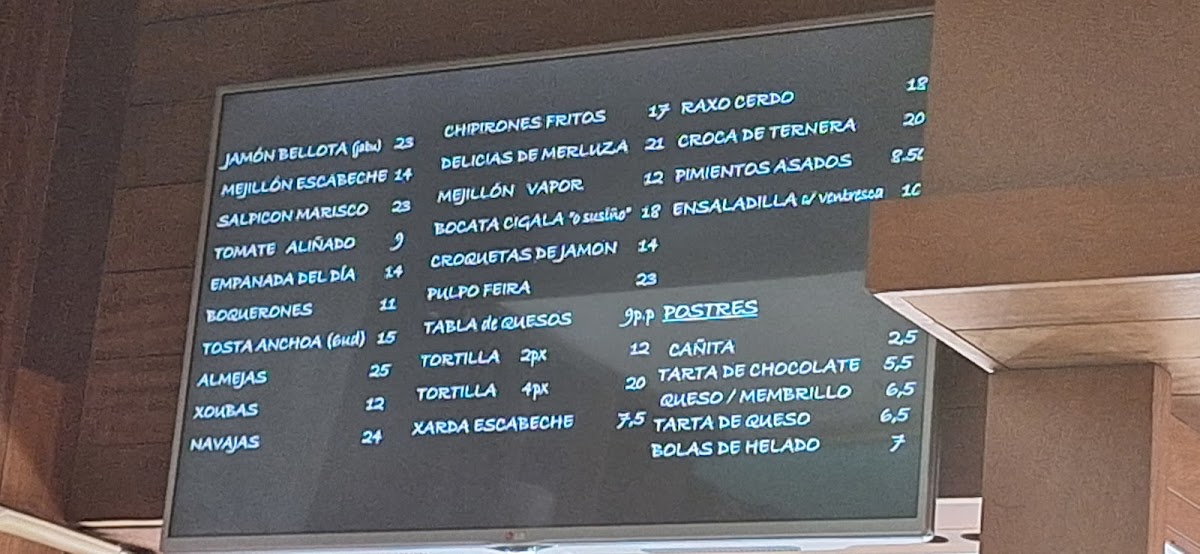 JAMÓN BELLOTA (jabu) 23
MEJILLÓN ESCABECHE 14
SALPICON MARISCO 23
TOMATE ALIÑADO 9
EMPANADA DEL DÍA 14
BOQUERONES 11
TOSTA ANCHOA (6ud) 15
ALMEJAS 25
XOUBAS 12
NAVAJAS 24
CHIPIRONES FRITOS 17
DELICIAS DE MERLUZA 21
MEJILLÓN VAPOR 12
BOCATA CIGALA "o susiño" 18
CROQUETAS DE JAMON 14
PULPO FEIRA 23
TABLA de QUESOS 9p.p
TORTILLA 2px 12
TORTILLA 4px 20
XARDA ESCABECHE 7,5
RAXO CERDO 18
CROCA DE TERNERA 20
PIMIENTOS ASADOS 8.50
ENSALADILLA c/ ventresca 10
POSTRES
CAÑITA 2,5
TARTA DE CHOCOLATE 5,5
QUESO / MEMBRILLO 6,5
TARTA DE QUESO 6,5
BOLAS DE HELADO 7
LG